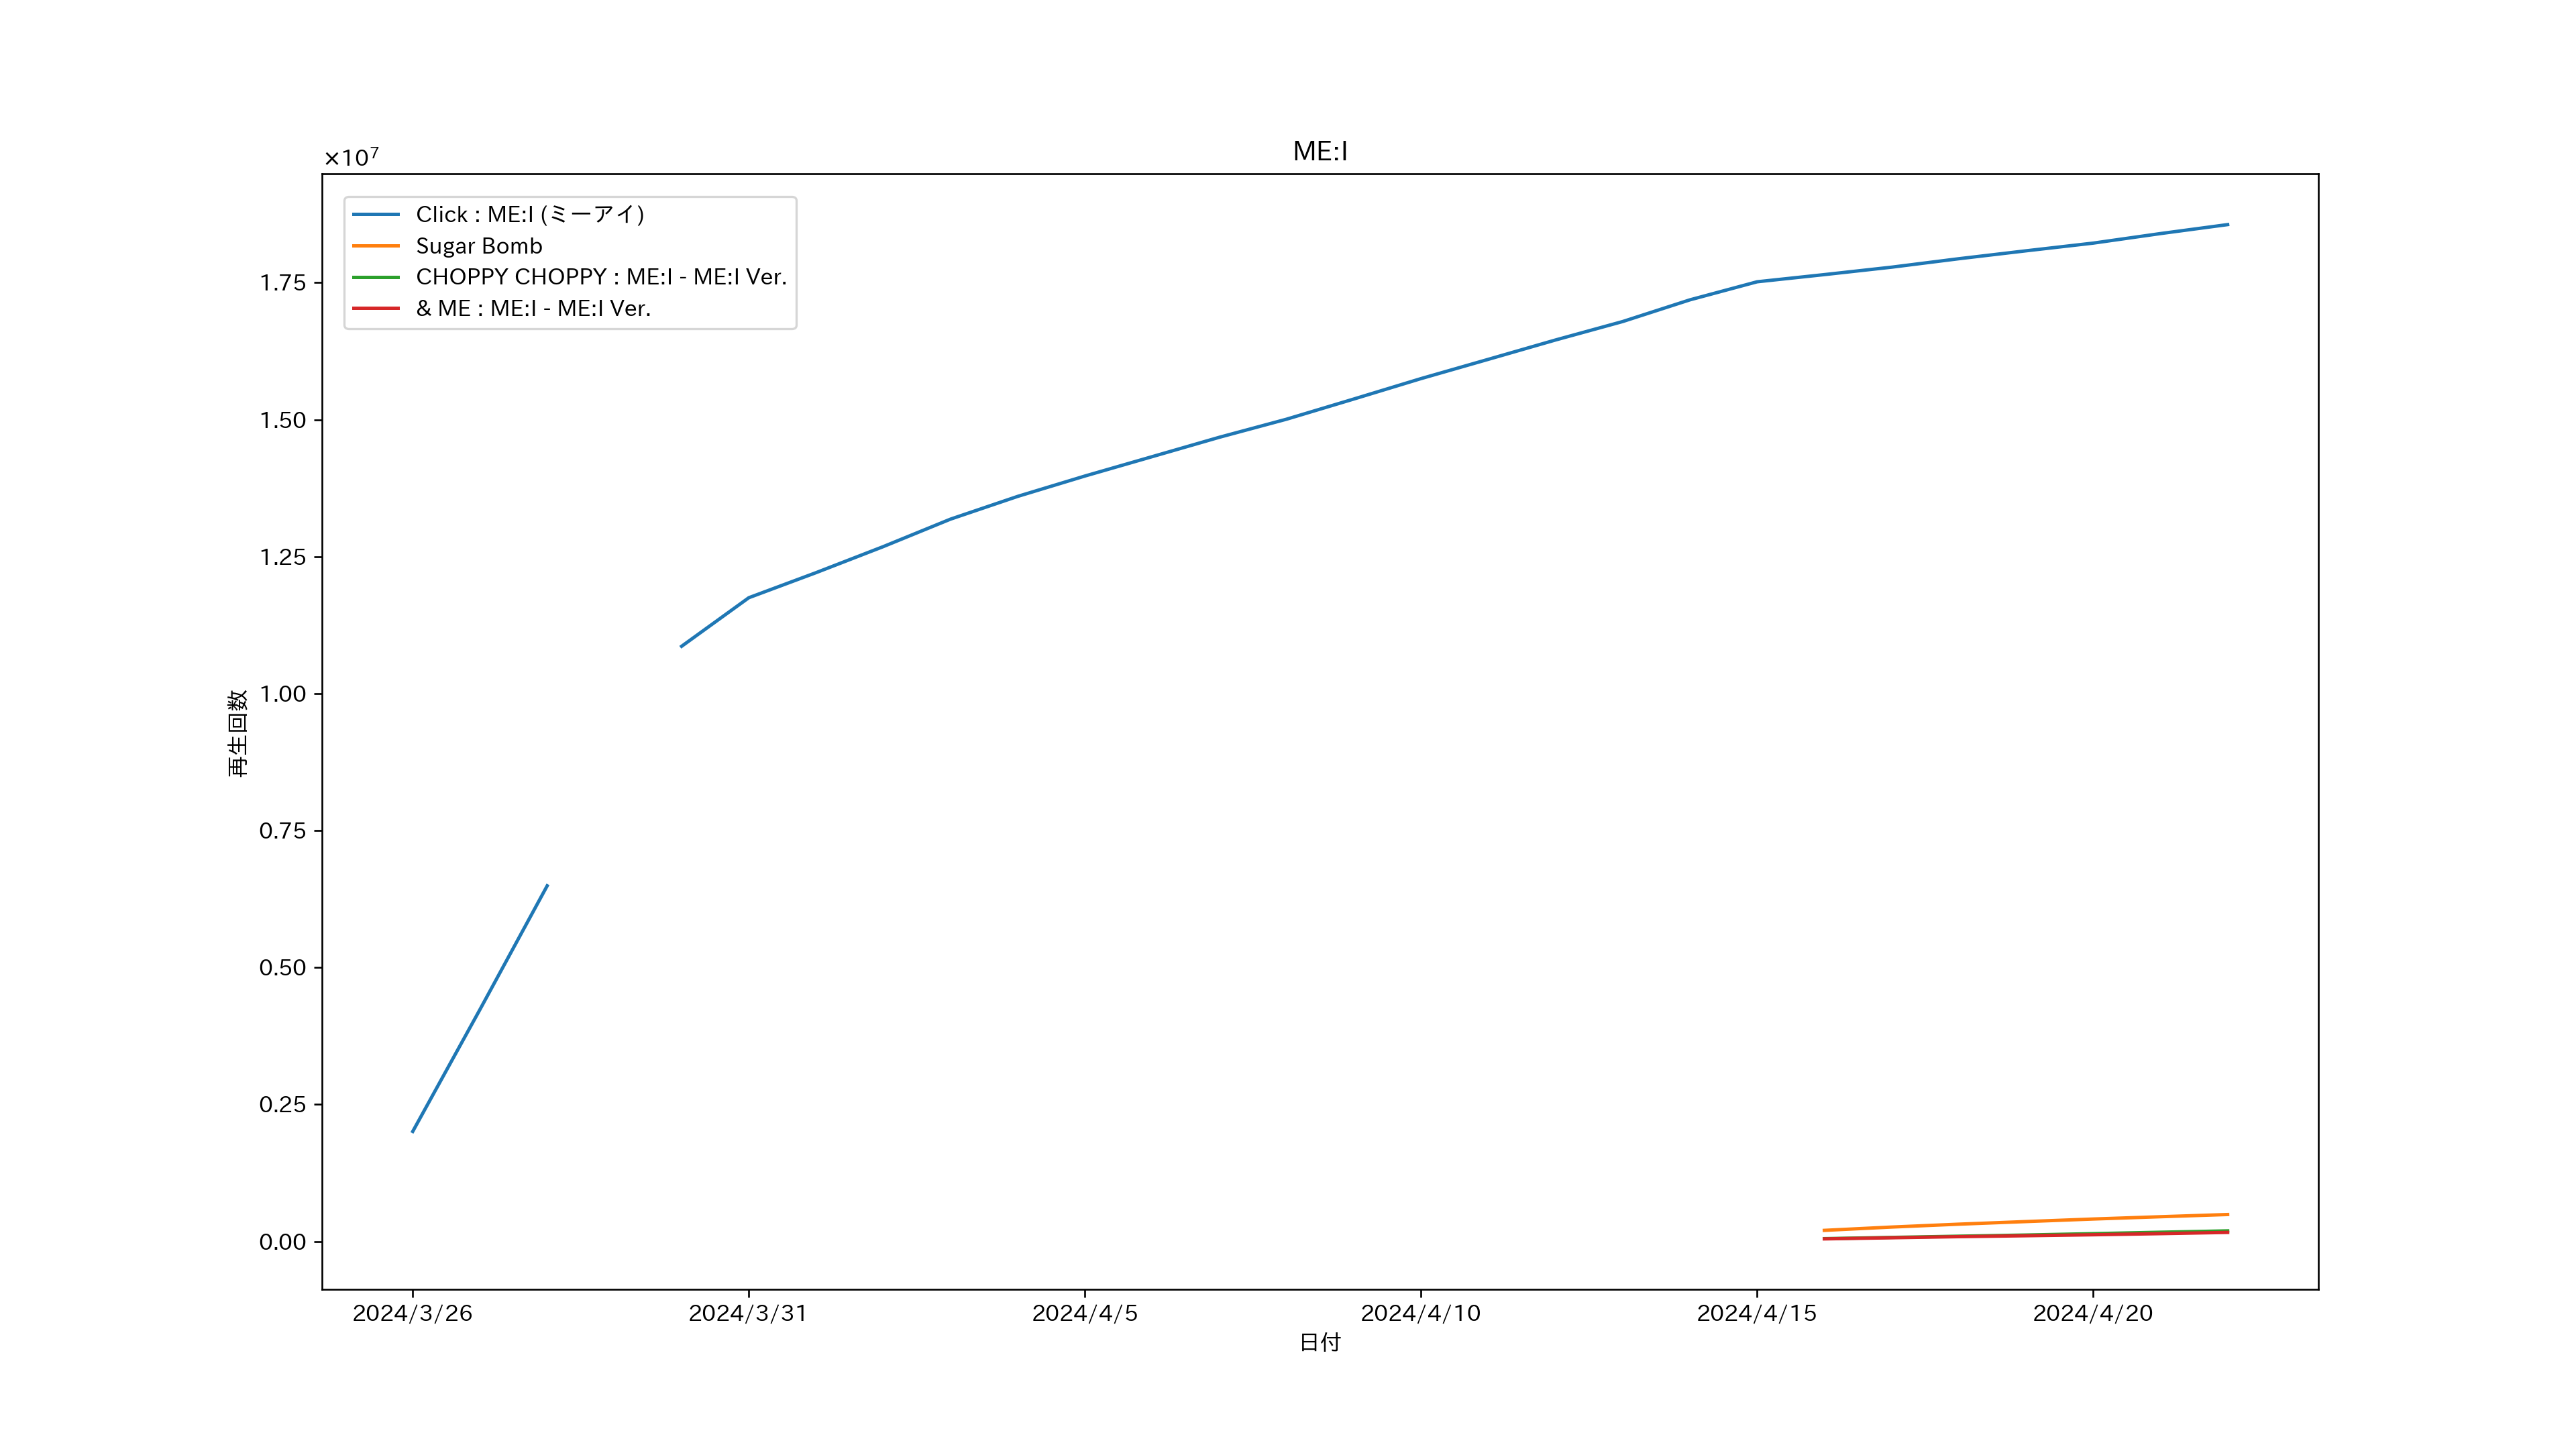 ME:I
×10⁷
Click : ME:I (ミーアイ)
Sugar Bomb
CHOPPY CHOPPY : ME:I - ME:I Ver.
& ME : ME:I - ME:I Ver.
1.75
1.50
1.25
1.00
0.75
0.50
0.25
0.00
再生回数
2024/3/26 2024/3/31 2024/4/5 2024/4/10 2024/4/15 2024/4/20
日付